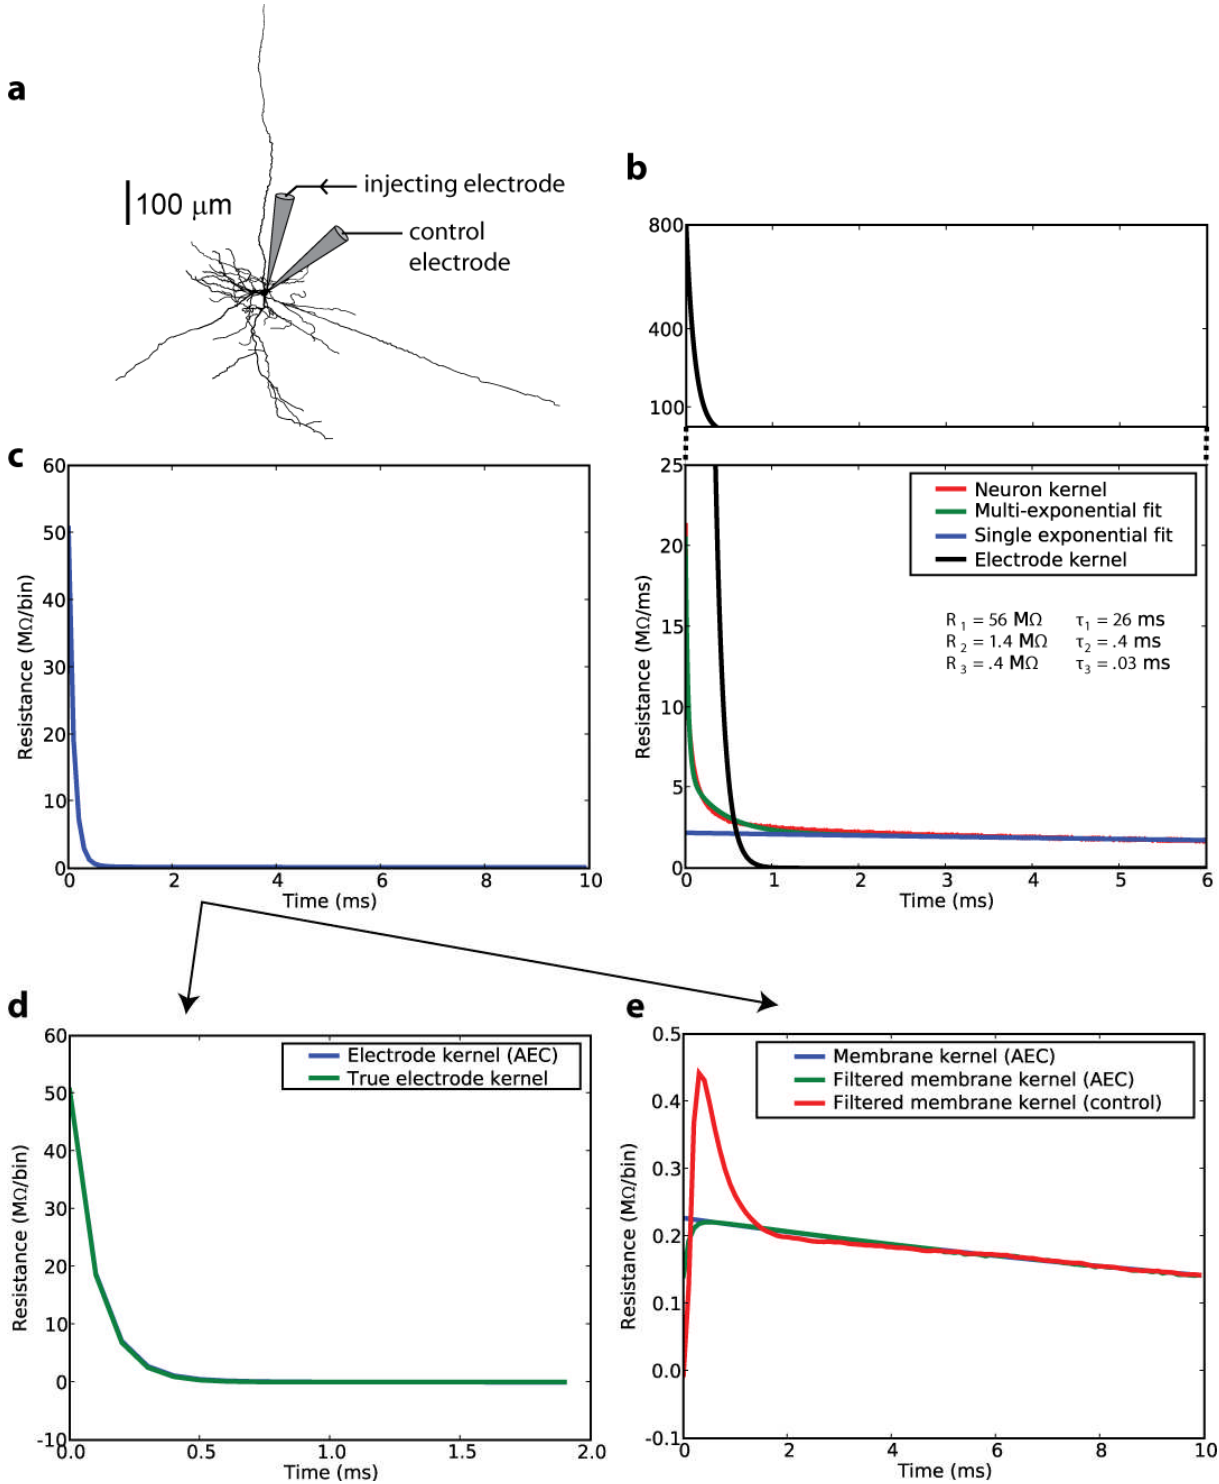 a
injecting electrode
100 μm
control
electrode
b
800
400
100
25
20
15
10
5
0
Resistance (MΩ/ms)
Neuron kernel
Multi-exponential fit
Single exponential fit
Electrode kernel
R₁ = 56 MΩ τ₁ = 26 ms
R₂ = 1.4 MΩ τ₂ = .4 ms
R₃ = .4 MΩ τ₃ = .03 ms
0 1 2 3 4 5 6
Time (ms)
c
60
50
40
30
20
10
0
Resistance (MΩ/bin)
0 2 4 6 8 10
Time (ms)
d
60
50
40
30
20
10
0
-10
Resistance (MΩ/bin)
Electrode kernel (AEC)
True electrode kernel
0.0 0.5 1.0 1.5 2.0
Time (ms)
e
0.5
0.4
0.3
0.2
0.1
0.0
-0.1
Resistance (MΩ/bin)
Membrane kernel (AEC)
Filtered membrane kernel (AEC)
Filtered membrane kernel (control)
0 2 4 6 8 10
Time (ms)